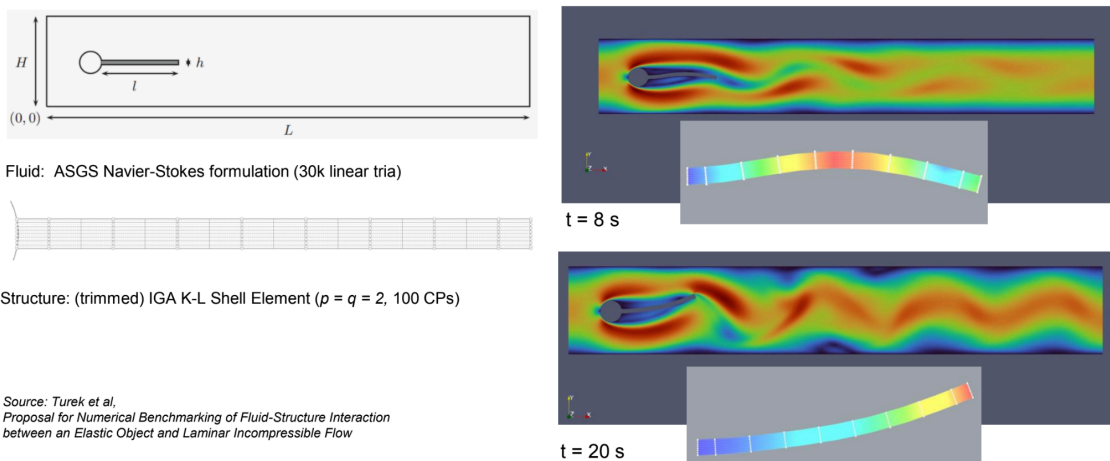 H
h
l
(0, 0)
L
Fluid: ASGS Navier-Stokes formulation (30k linear tria)
Structure: (trimmed) IGA K-L Shell Element (p = q = 2, 100 CPs)
Source: Turek et al,
Proposal for Numerical Benchmarking of Fluid-Structure Interaction
between an Elastic Object and Laminar Incompressible Flow
t = 8 s
t = 20 s